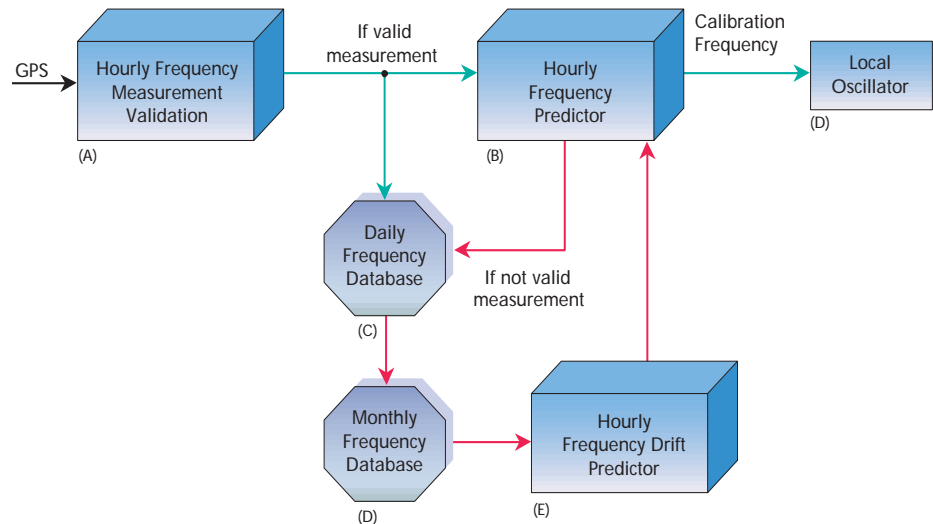 GPS
Hourly Frequency
Measurement
Validation
(A)
If valid
measurement
Hourly
Frequency
Predictor
(B)
Calibration
Frequency
Local
Oscillator
(D)
Daily
Frequency
Database
(C)
If not valid
measurement
Monthly
Frequency
Database
(D)
Hourly
Frequency Drift
Predictor
(E)